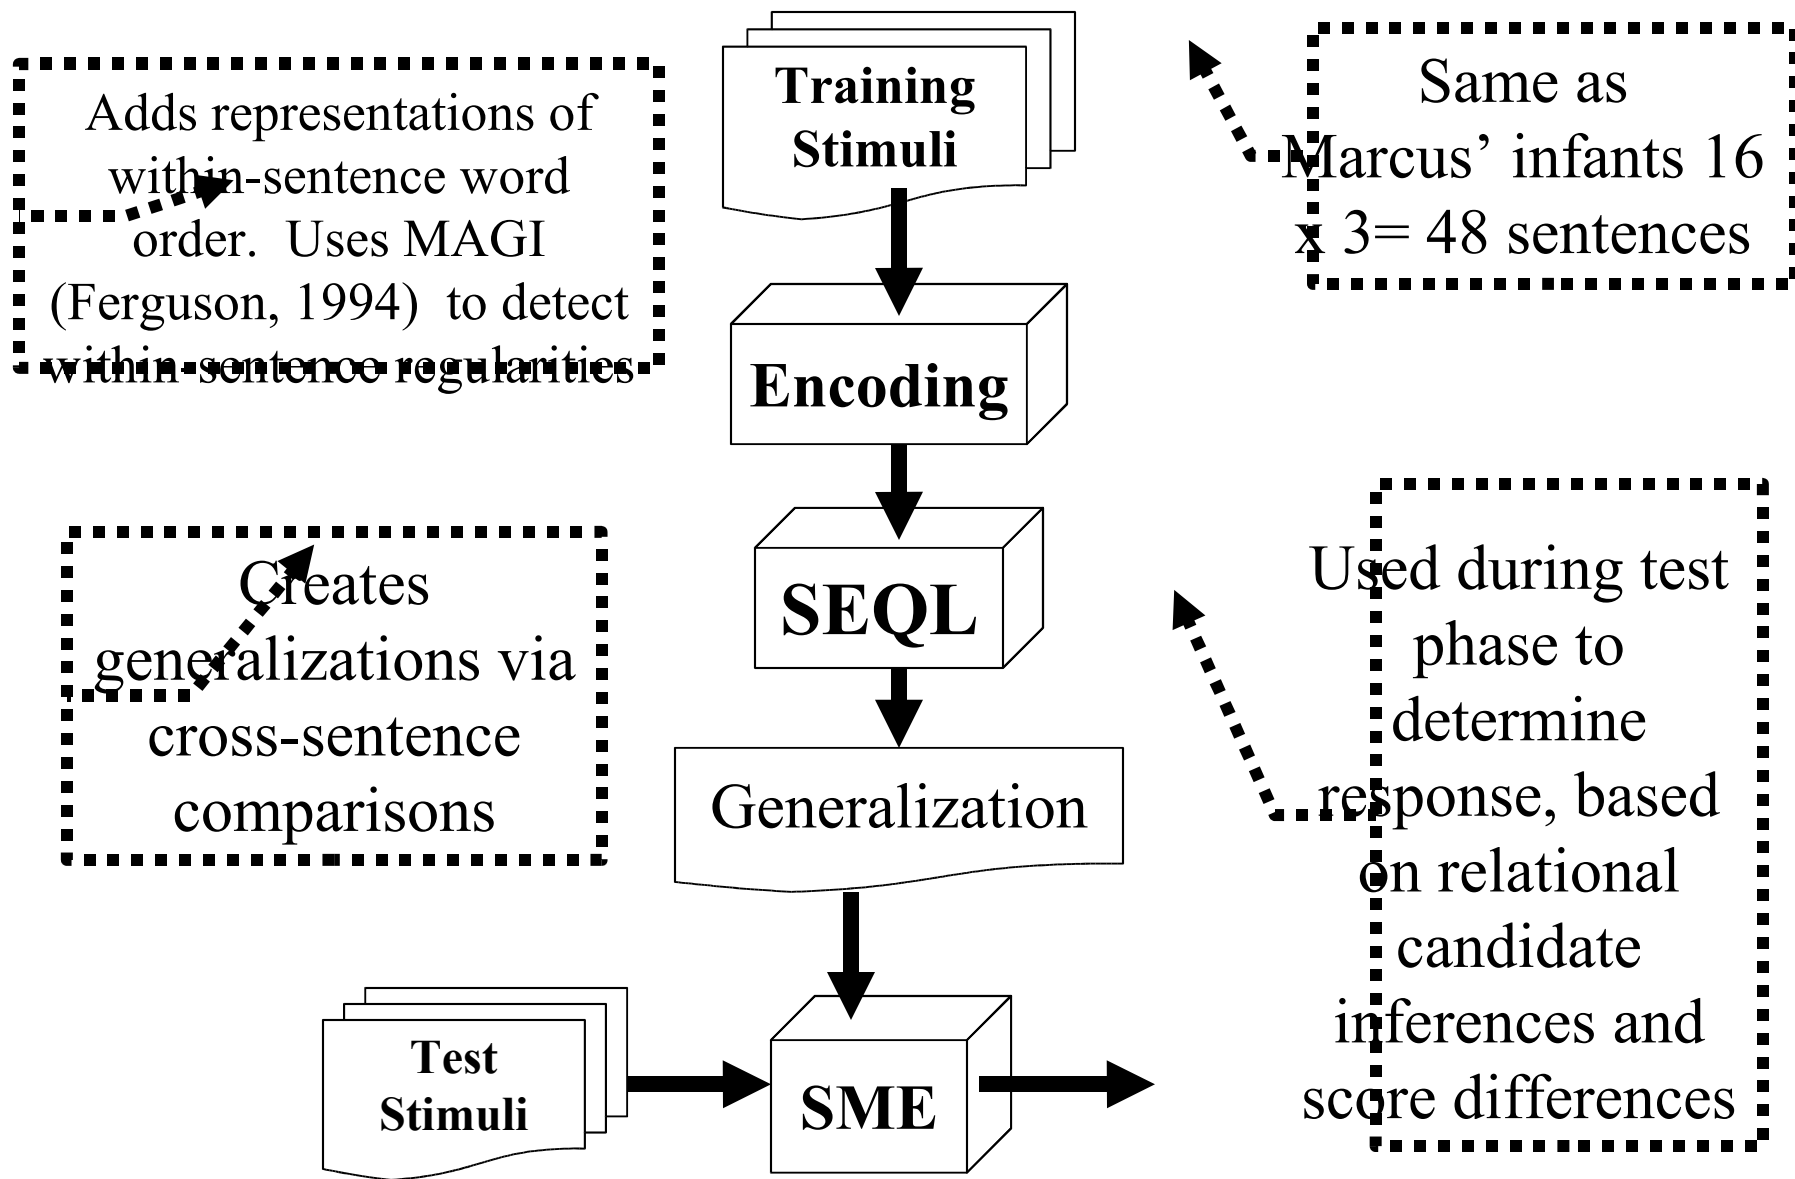 Training
Stimuli
Same as
Marcus’ infants 16
x 3= 48 sentences
Adds representations of
within-sentence word
order. Uses MAGI
(Ferguson, 1994) to detect
within-sentence regularities
Encoding
SEQL
Creates
generalizations via
cross-sentence
comparisons
Used during test
phase to
determine
response, based
on relational
candidate
inferences and
score differences
Generalization
Test
Stimuli
SME